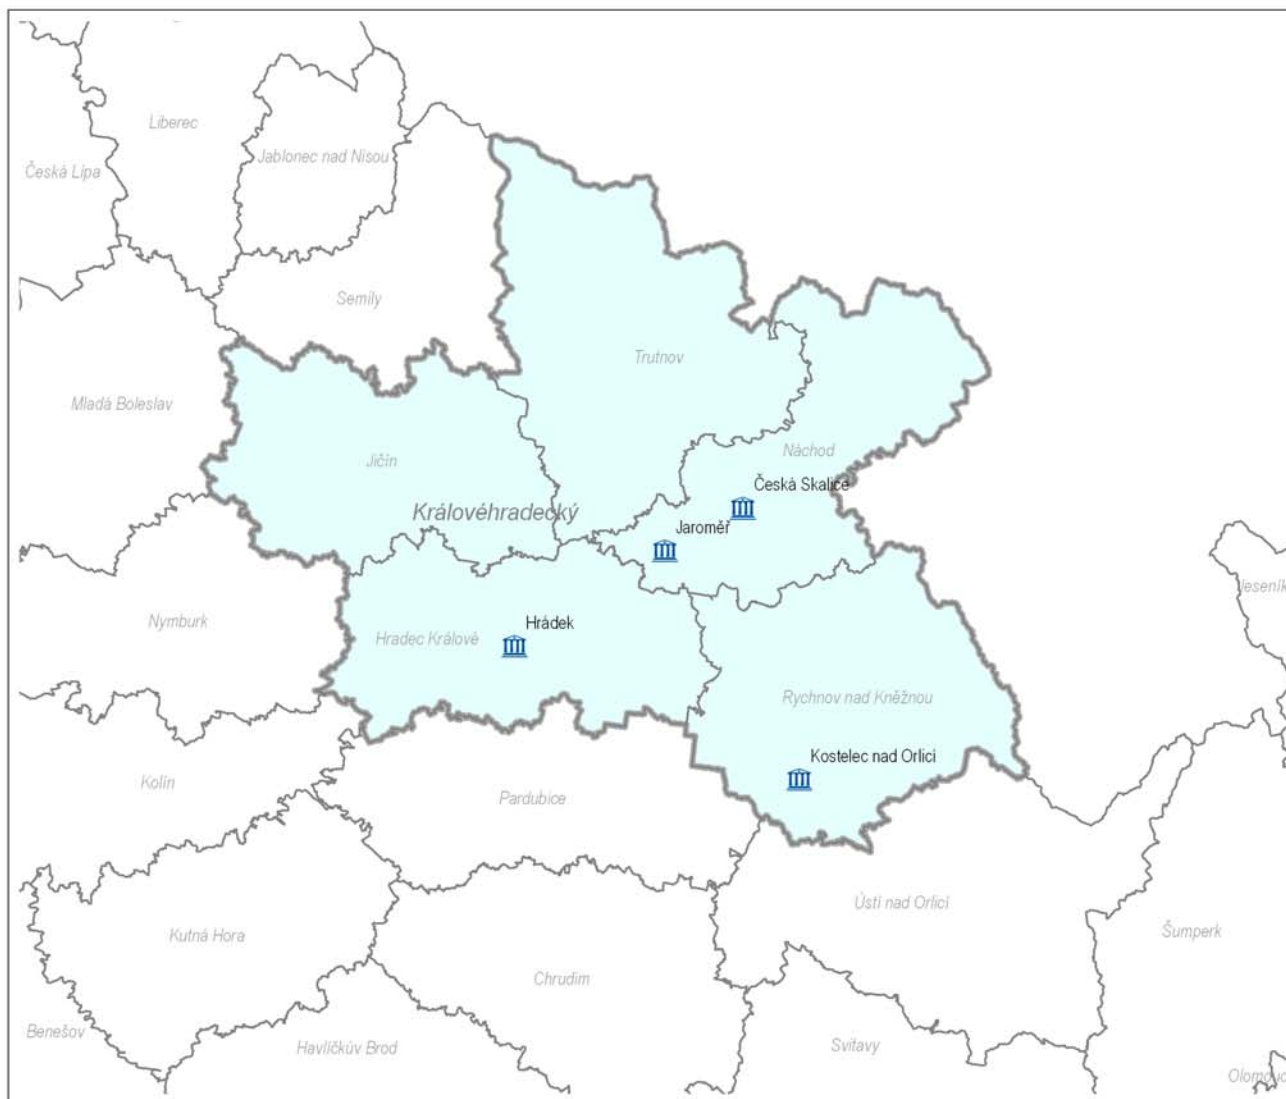 Liberec
Jablonec nad Nisou
Česká Lípa
Semily
Trutnov
Mladá Boleslav
Náchod
Jičín
Česká Skalice
Královéhradecký
Jaroměř
Jeseník
Nymburk
Hrádek
Hradec Králové
Rychnov nad Kněžnou
Kostelec nad Orlicí
Kolín
Pardubice
Ústí nad Orlicí
Šumperk
Kutná Hora
Chrudim
Benešov
Havlíčkův Brod
Svitavy
Olomouc